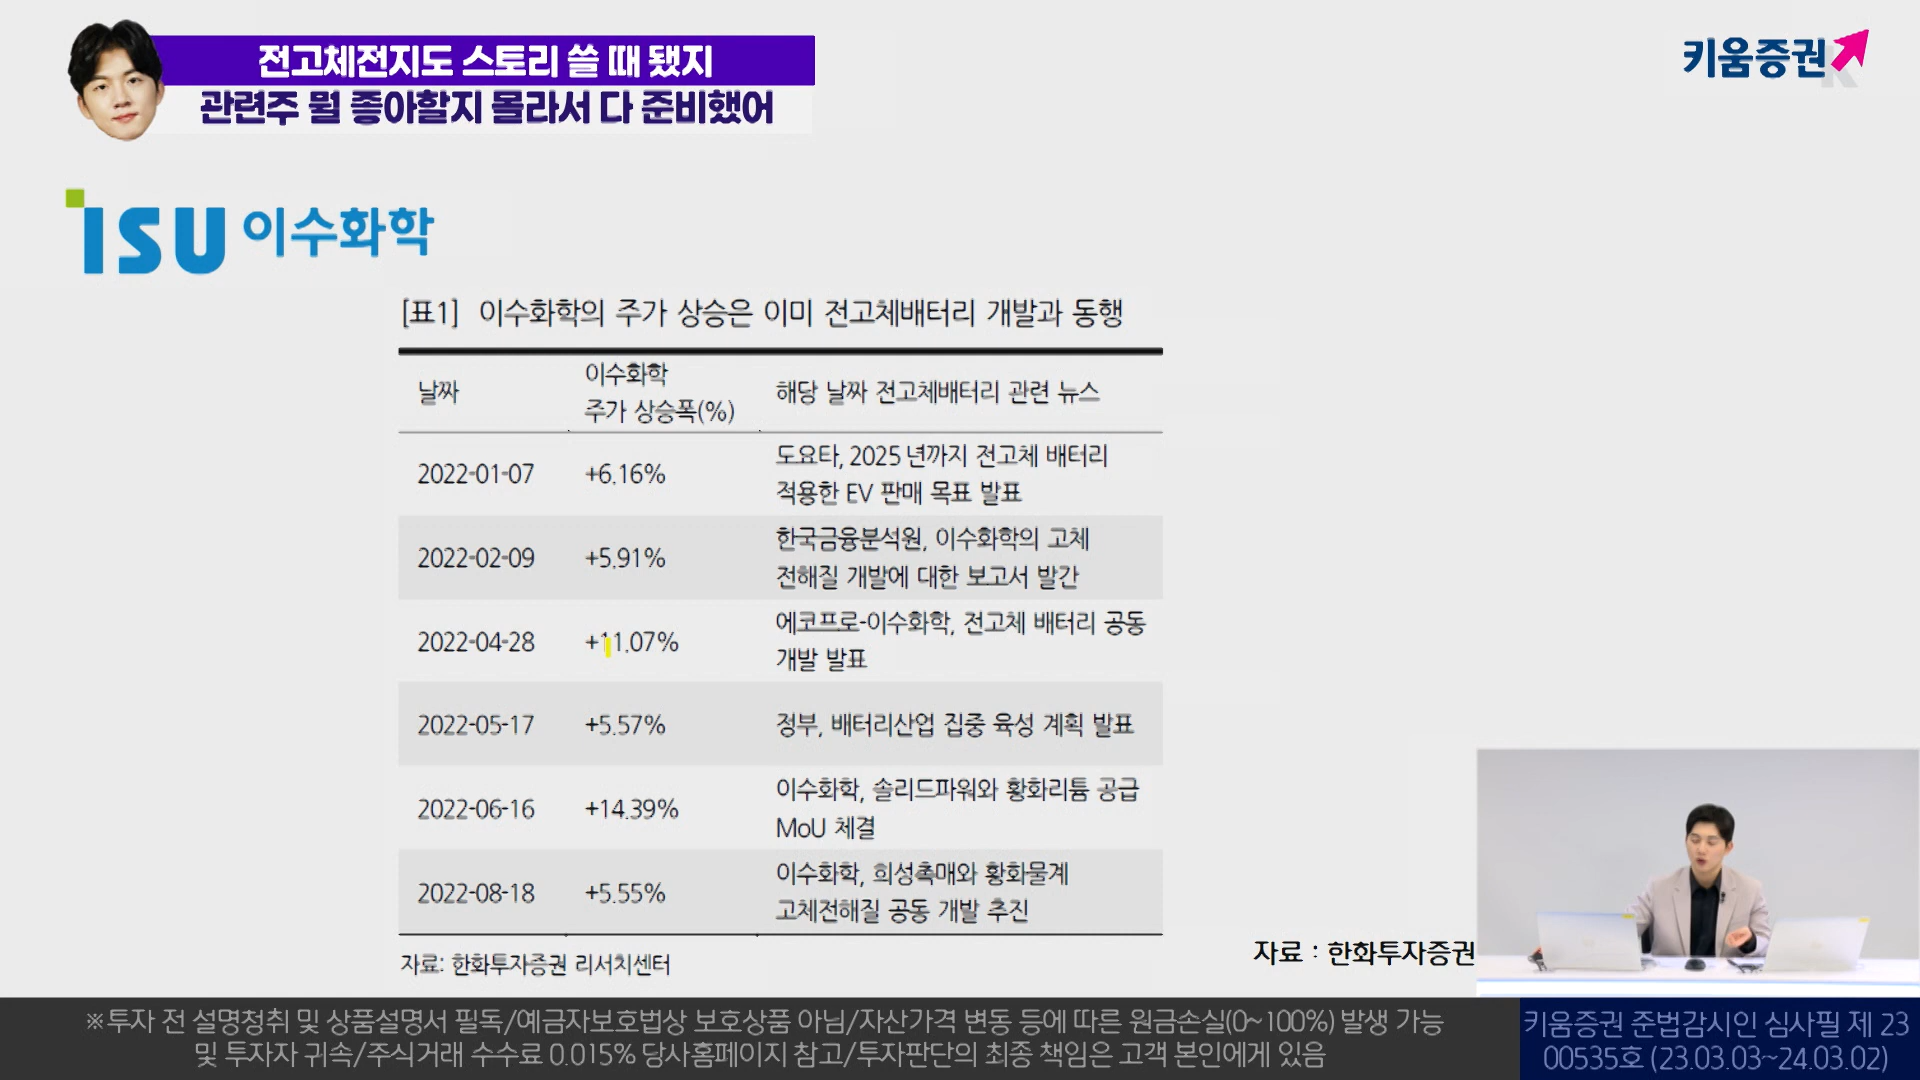 전고체전지도 스토리 쓸 때 됐지
관련주 뭘 좋아할지 몰라서 다 준비했어
키움증권
ISU 이수화학
[표1] 이수화학의 주가 상승은 이미 전고체배터리 개발과 동행
날짜
이수화학
주가 상승폭(%)
해당 날짜 전고체배터리 관련 뉴스
2022-01-07
+6.16%
도요타, 2025년까지 전고체 배터리
적용한 EV 판매 목표 발표
2022-02-09
+5.91%
한국금융분석원, 이수화학의 고체
전해질 개발에 대한 보고서 발간
2022-04-28
+11.07%
에코프로-이수화학, 전고체 배터리 공동
개발 발표
2022-05-17
+5.57%
정부, 배터리산업 집중 육성 계획 발표
2022-06-16
+14.39%
이수화학, 솔리드파워와 황화리튬 공급
MoU 체결
2022-08-18
+5.55%
이수화학, 희성촉매와 황화물계
고체전해질 공동 개발 추진
자료: 한화투자증권 리서치센터
자료 : 한화투자증권
※투자 전 설명청취 및 상품설명서 필독/예금자보호법상 보호상품 아님/자산가격 변동 등에 따른 원금손실(0~100%) 발생 가능
및 투자자 귀속/주식거래 수수료 0.015% 당사홈페이지 참고/투자판단의 최종 책임은 고객 본인에게 있음
키움증권 준법감시인 심사필 제 23
00535호 (23.03.03~24.03.02)